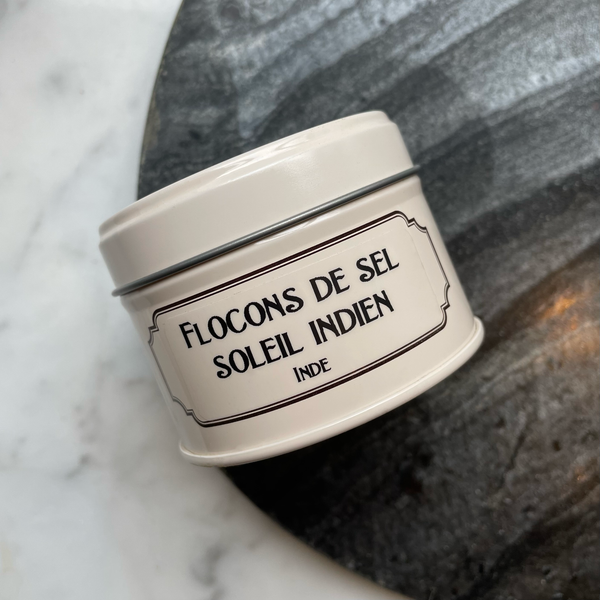 FLOCONS DE SEL
SOLEIL INDIEN
INDE